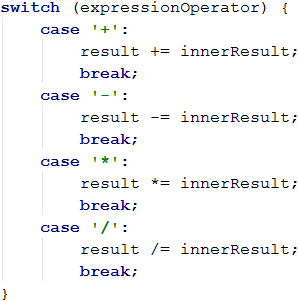 switch (expressionOperator) {
    case '+':
        result += innerResult;
        break;
    case '-':
        result -= innerResult;
        break;
    case '*':
        result *= innerResult;
        break;
    case '/':
        result /= innerResult;
        break;
}